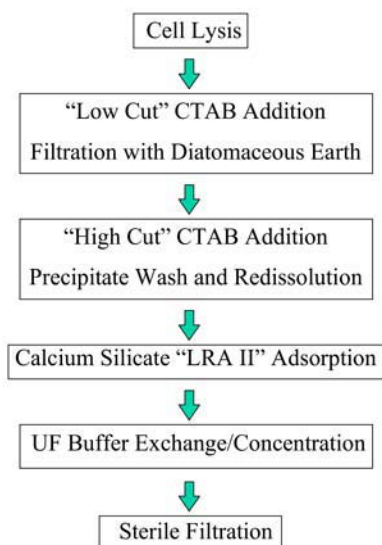 Cell Lysis
“Low Cut” CTAB Addition
Filtration with Diatomaceous Earth
“High Cut” CTAB Addition
Precipitate Wash and Redissolution
Calcium Silicate “LRA II” Adsorption
UF Buffer Exchange/Concentration
Sterile Filtration